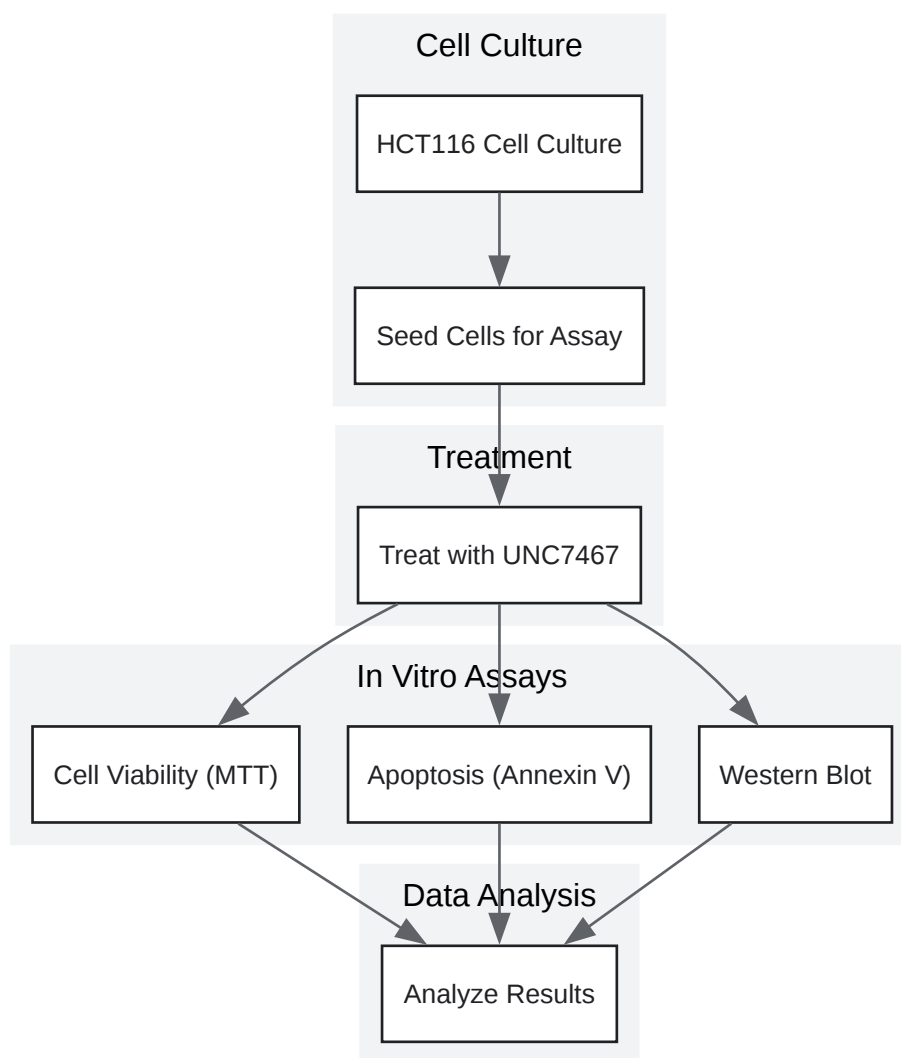 Cell Culture
HCT116 Cell Culture
Seed Cells for Assay
Treatment
Treat with UNC7467
In Vitro Assays
Cell Viability (MTT)
Apoptosis (Annexin V)
Western Blot
Data Analysis
Analyze Results